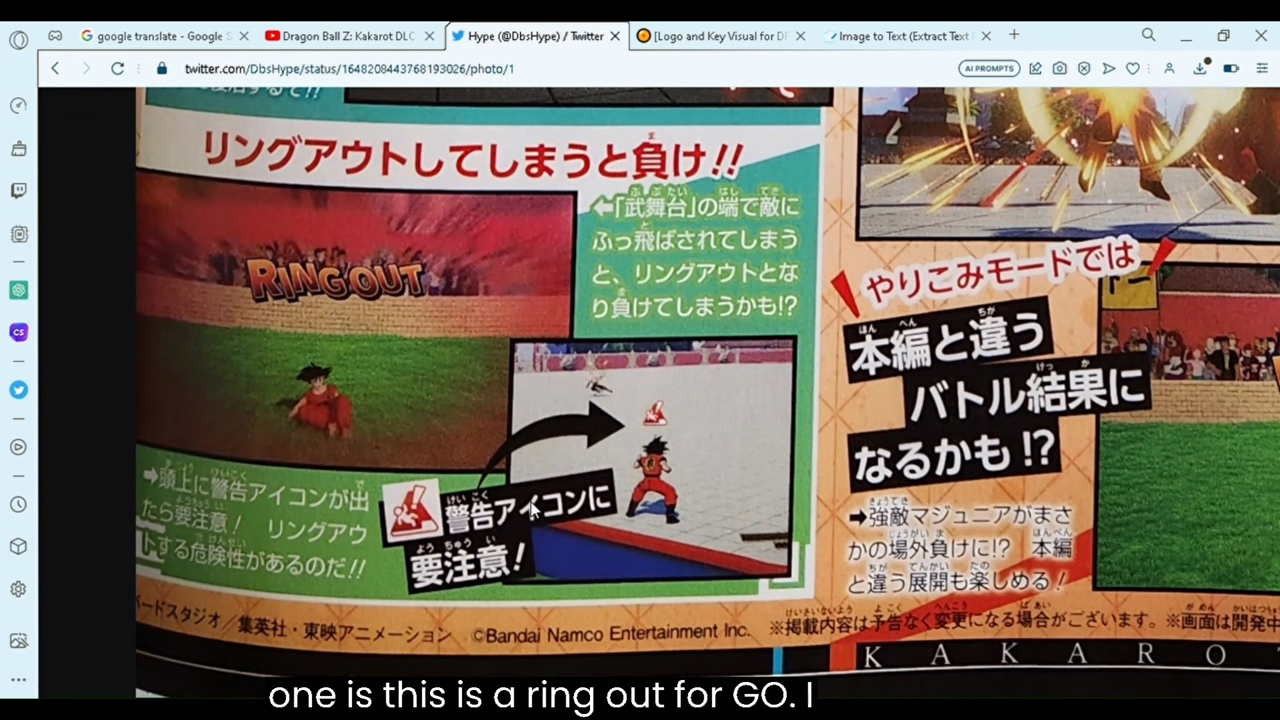 google translate - Google S
Dragon Ball Z: Kakarot DLC
Hype (@DbsHype) / Twitter
[Logo and Key Visual for DR
Image to Text (Extract Text
twitter.com/DbsHype/status/1648208443768193026/photo/1
AI PROMPTS
リングアウトしてしまうと負け!!
RING OUT
⬅「武舞台」の端で敵に
ふっ飛ばされてしまう
と、リングアウトとな
り負けてしまうかも!?
➡頭上に警告アイコンが出
たら要注意! リングアウ
トする危険性があるのだ!!
警告アイコンに
要注意!
やりこみモードでは
本編と違う
バトル結果に
なるかも!?
➡強敵マジュニアがまさ
かの場外負けに!? 本編
と違う展開も楽しめる!
ードスタジオ/集英社・東映アニメーション ©Bandai Namco Entertainment Inc.
※掲載内容は予告なく変更になる場合がございます。※画面は開発中
KAKARO
CS
one is this is a ring out for GO. I